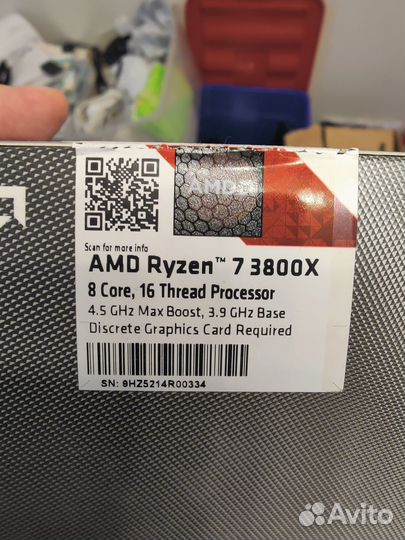 AMD
Scan for more info
AMD Ryzen™ 7 3800X
8 Core, 16 Thread Processor
4.5 GHz Max Boost, 3.9 GHz Base
Discrete Graphics Card Required
SN: 9HZ5214R00334
Avito